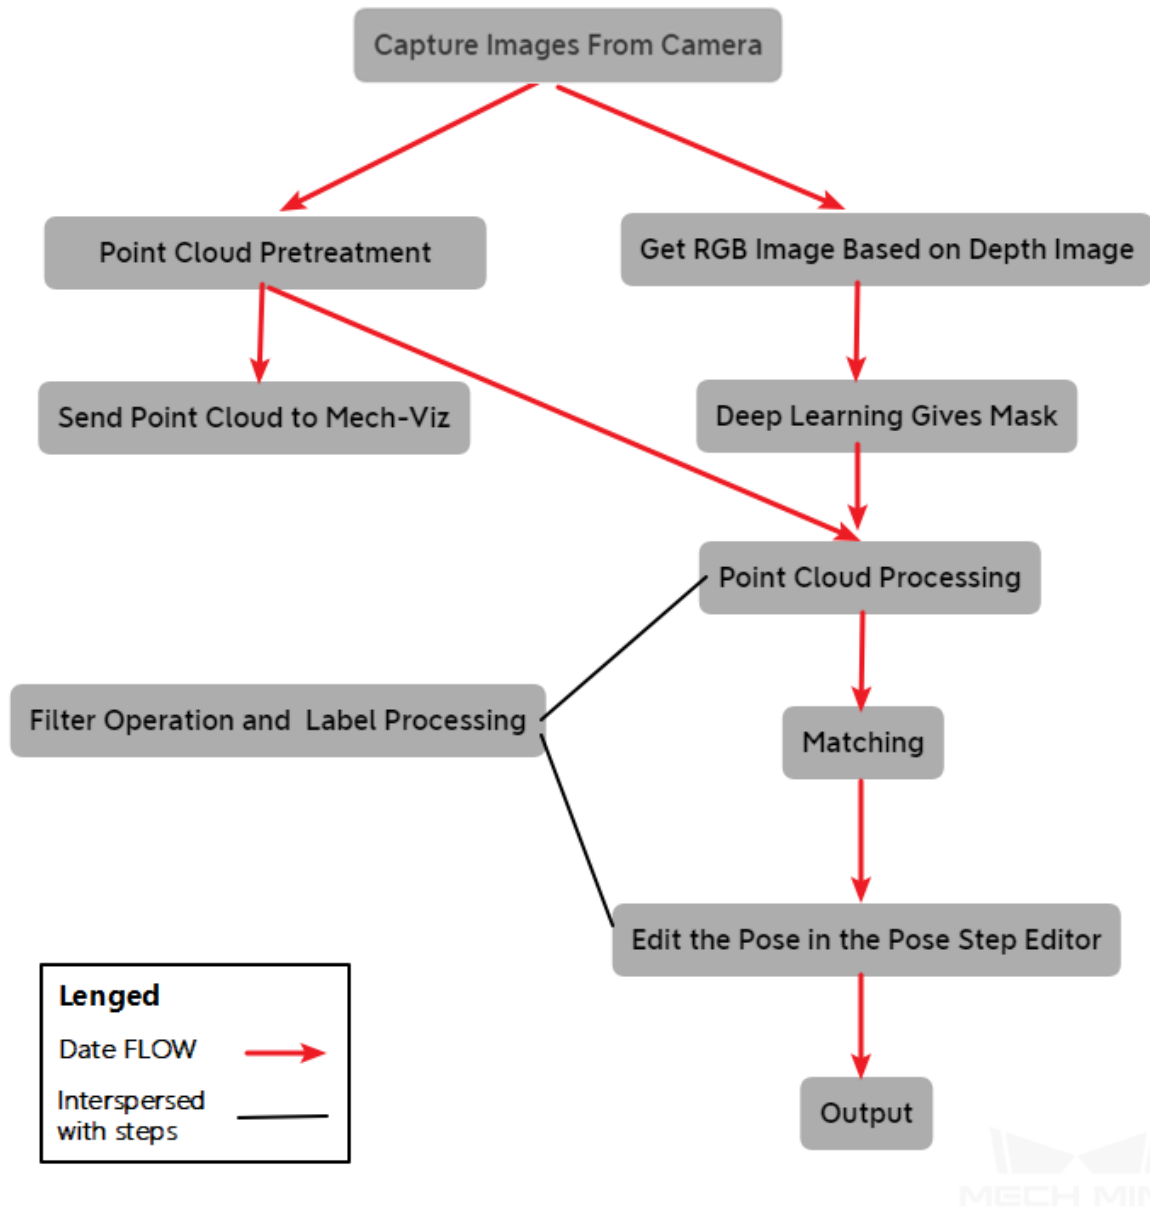 Capture Images From Camera
Point Cloud Pretreatment
Get RGB Image Based on Depth Image
Send Point Cloud to Mech-Viz
Deep Learning Gives Mask
Point Cloud Processing
Filter Operation and  Label Processing
Matching
Edit the Pose in the Pose Step Editor
Lenged
Date FLOW
Interspersed
with steps
Output
MECH MIN